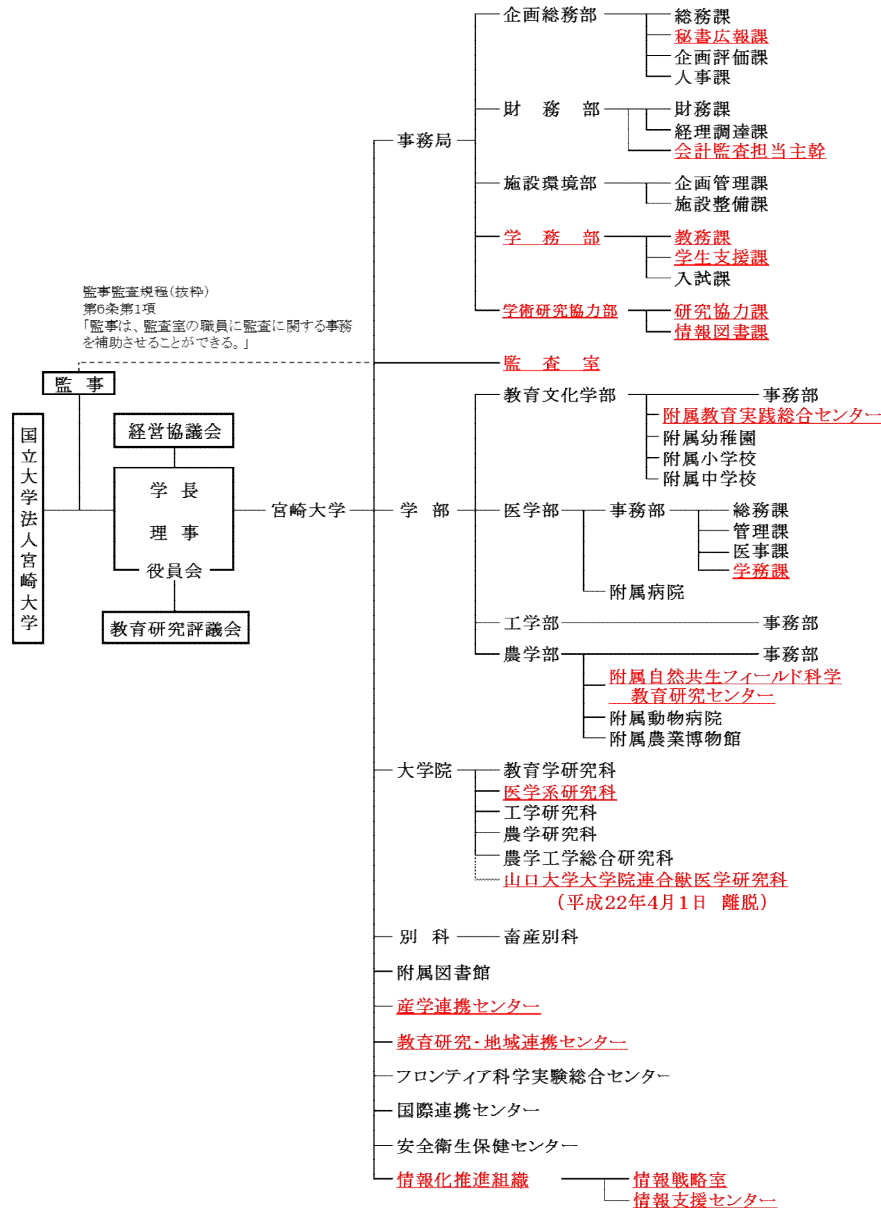 企画総務部
総務課
秘書広報課
企画評価課
人事課
財務部
財務課
経理調達課
会計監査担当主幹
事務局
施設環境部
企画管理課
施設整備課
学務部
教務課
学生支援課
入試課
学術研究協力部
研究協力課
情報図書課
監事監査規程(抜粋)
第6条第1項
「監事は、監査室の職員に監査に関する事務
を補助させることができる。」
監査室
監事
国立大学法人宮崎大学
経営協議会
学長
理事
役員会
教育研究評議会
宮崎大学
学部
教育文化学部
事務部
附属教育実践総合センター
附属幼稚園
附属小学校
附属中学校
医学部
事務部
総務課
管理課
医事課
学務課
附属病院
工学部
事務部
農学部
事務部
附属自然共生フィールド科学
教育研究センター
附属動物病院
附属農業博物館
大学院
教育学研究科
医学系研究科
工学研究科
農学研究科
農学工学総合研究科
山口大学大学院連合獣医学研究科
(平成22年4月1日 離脱)
別科
畜産別科
附属図書館
産学連携センター
教育研究・地域連携センター
フロンティア科学実験総合センター
国際連携センター
安全衛生保健センター
情報化推進組織
情報戦略室
情報支援センター